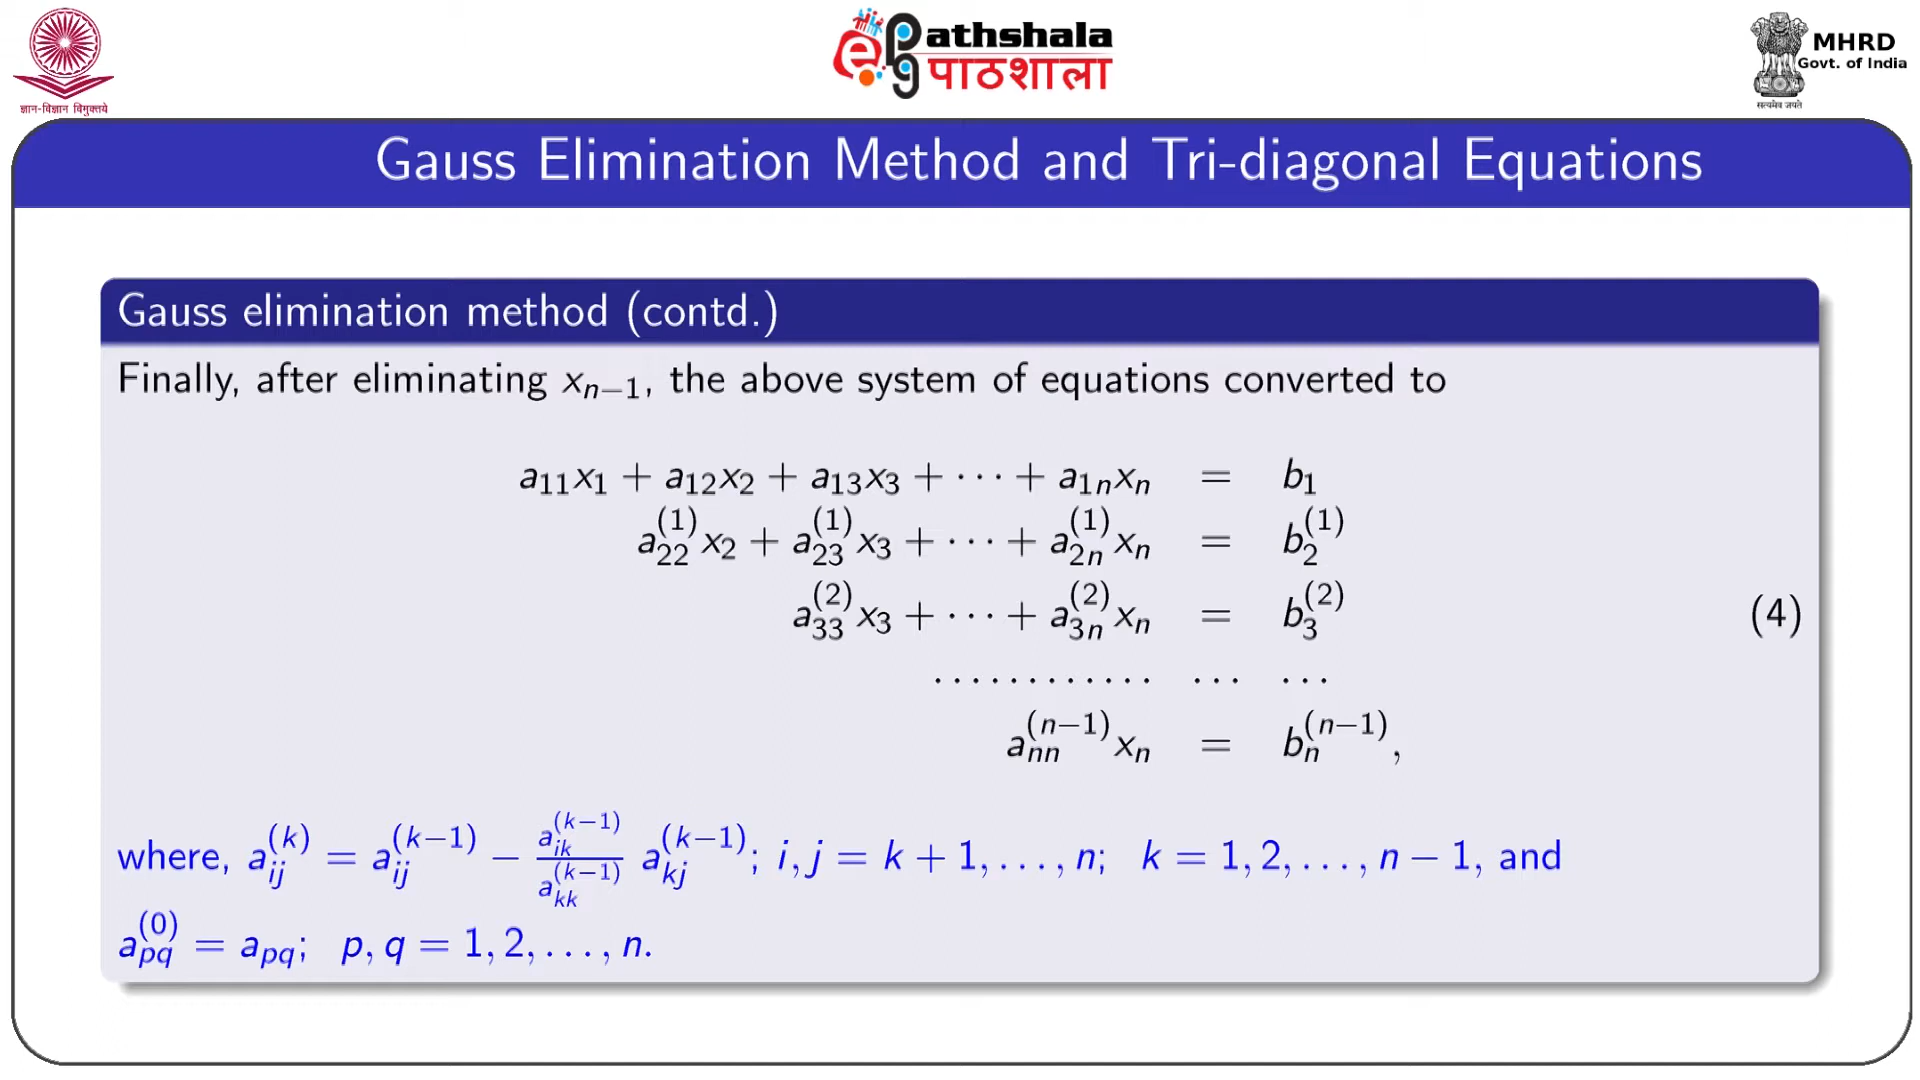 ज्ञान-विज्ञान विमुक्तये
ePathshala
पाठशाला
MHRD
Govt. of India
सत्यमेव जयते
Gauss Elimination Method and Tri-diagonal Equations
Gauss elimination method (contd.)
Finally, after eliminating x_{n−1}, the above system of equations converted to
a_{11}x_1 + a_{12}x_2 + a_{13}x_3 + ⋯ + a_{1n}x_n = b_1
a_{22}^{(1)}x_2 + a_{23}^{(1)}x_3 + ⋯ + a_{2n}^{(1)}x_n = b_2^{(1)}
a_{33}^{(2)}x_3 + ⋯ + a_{3n}^{(2)}x_n = b_3^{(2)} (4)
............ ... ...
a_{nn}^{(n−1)}x_n = b_n^{(n−1)},
where, a_{ij}^{(k)} = a_{ij}^{(k−1)} − \frac{a_{ik}^{(k−1)}}{a_{kk}^{(k−1)}} a_{kj}^{(k−1)}; i, j = k + 1, . . . , n; k = 1, 2, . . . , n − 1, and
a_{pq}^{(0)} = a_{pq}; p, q = 1, 2, . . . , n.